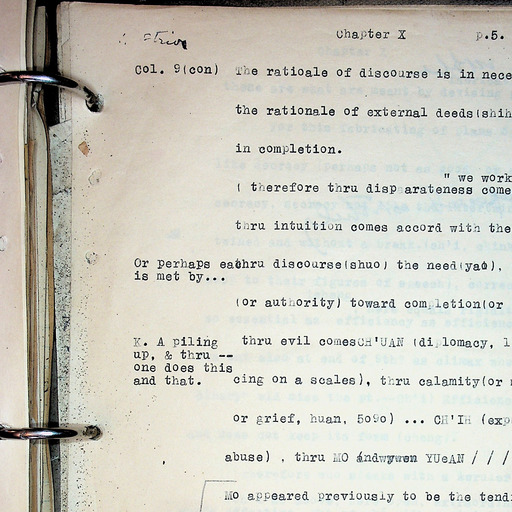 Chapter X p.5.
Col. 9(con) The ratioale of discourse is in nece
the rationale of external deeds(shih
in completion.
" we work
( therefore thru disp arateness come
thru intuition comes accord with the
Or perhaps each thru discourse(shuo) the need(yao),
is met by...
(or authority) toward completion(or
K. A piling thru evil comesCH'UAN (diplomacy, l
up, & thru --
one does this
and that. cing on a scales), thru calamity(or
or grief, huan, 5090) ... CH'IH (exp
abuse) , thru MO and YUeAN / / /
Mo appeared previously to be the tend